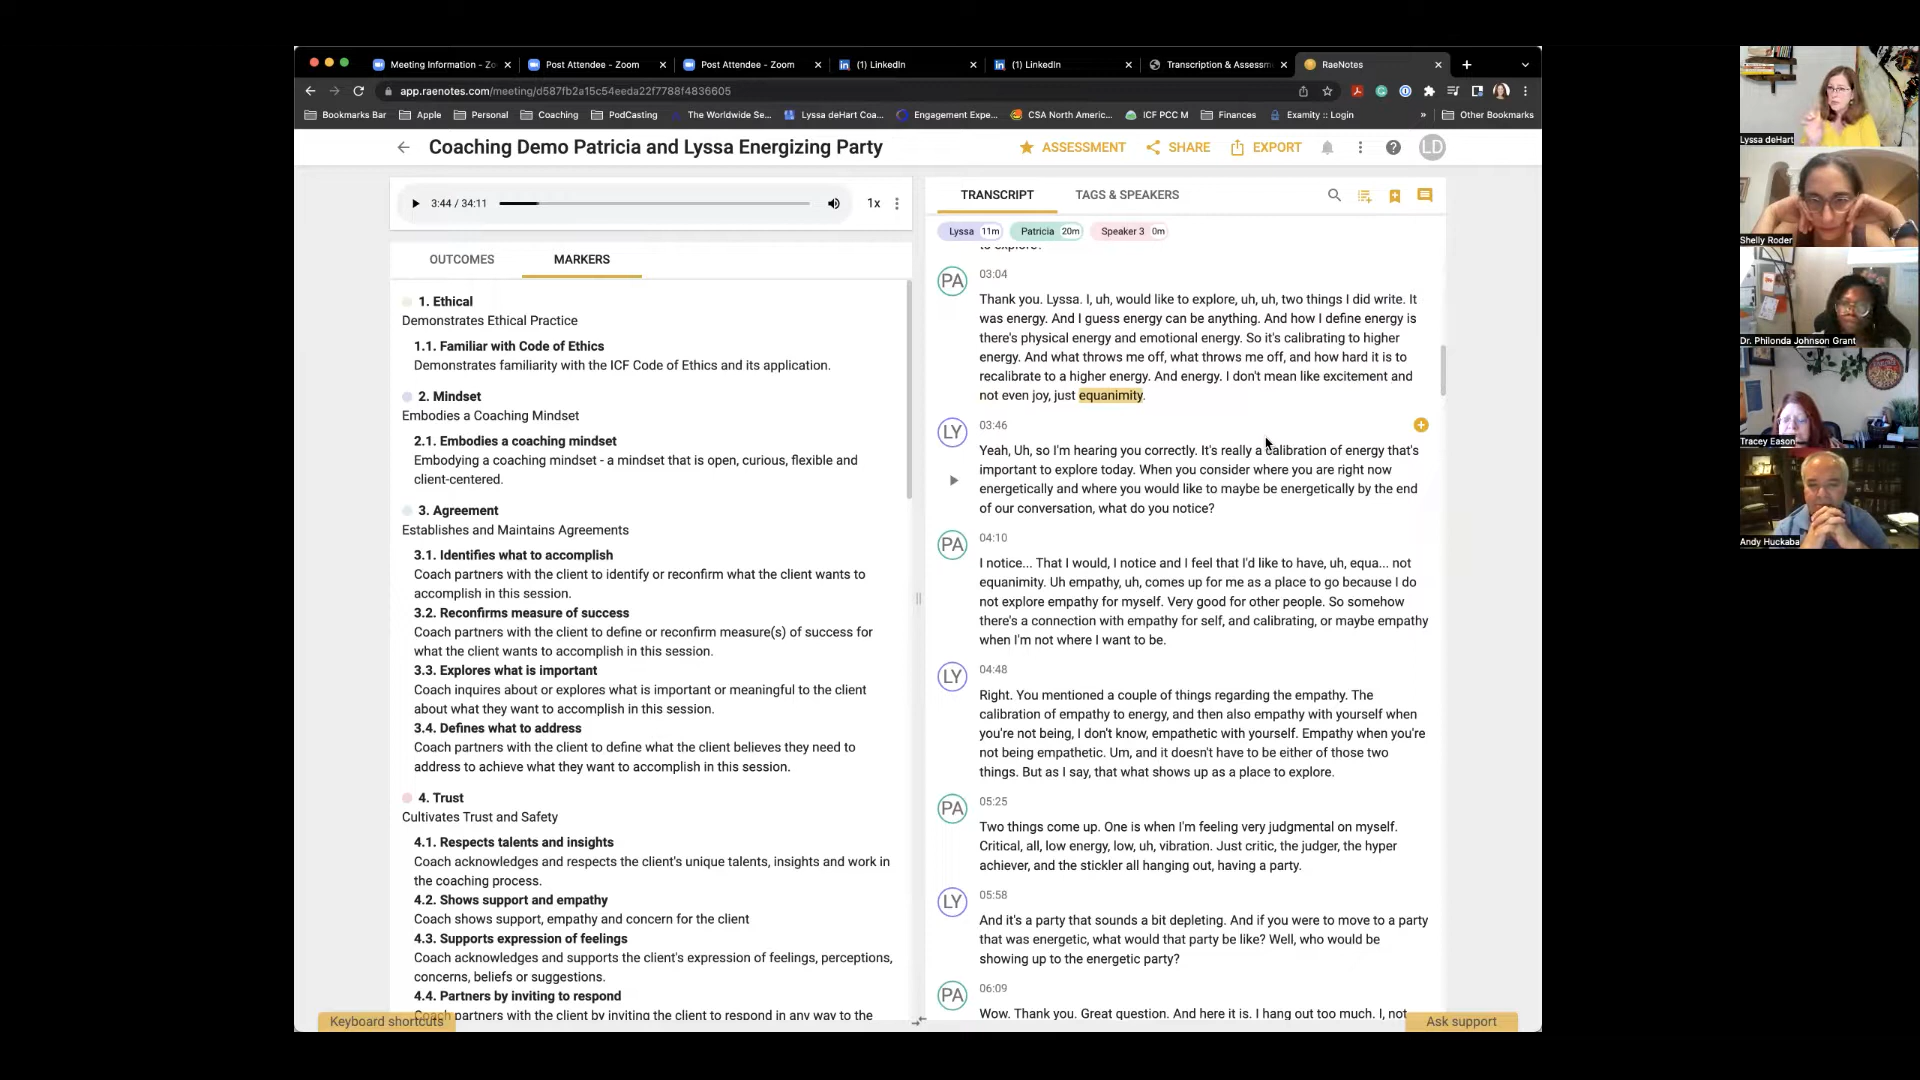 Meeting Information - Zo
Post Attendee - Zoom
Post Attendee - Zoom
(1) LinkedIn
(1) LinkedIn
Transcription & Assessm
RaeNotes
app.raenotes.com/meeting/d587fb2a15c54eeda22f7788f4836605
Bookmarks Bar
Apple
Personal
Coaching
PodCasting
The Worldwide Se...
Lyssa deHart Coa...
Engagement Expe...
CSA North Americ...
ICF PCC M
Finances
Examity :: Login
»
Other Bookmarks
Coaching Demo Patricia and Lyssa Energizing Party
ASSESSMENT
SHARE
EXPORT
LD
3:44 / 34:11
1x
OUTCOMES
MARKERS
1. Ethical
Demonstrates Ethical Practice
1.1. Familiar with Code of Ethics
Demonstrates familiarity with the ICF Code of Ethics and its application.
2. Mindset
Embodies a Coaching Mindset
2.1. Embodies a coaching mindset
Embodying a coaching mindset - a mindset that is open, curious, flexible and
client-centered.
3. Agreement
Establishes and Maintains Agreements
3.1. Identifies what to accomplish
Coach partners with the client to identify or reconfirm what the client wants to
accomplish in this session.
3.2. Reconfirms measure of success
Coach partners with the client to define or reconfirm measure(s) of success for
what the client wants to accomplish in this session.
3.3. Explores what is important
Coach inquires about or explores what is important or meaningful to the client
about what they want to accomplish in this session.
3.4. Defines what to address
Coach partners with the client to define what the client believes they need to
address to achieve what they want to accomplish in this session.
4. Trust
Cultivates Trust and Safety
4.1. Respects talents and insights
Coach acknowledges and respects the client's unique talents, insights and work in
the coaching process.
4.2. Shows support and empathy
Coach shows support, empathy and concern for the client
4.3. Supports expression of feelings
Coach acknowledges and supports the client's expression of feelings, perceptions,
concerns, beliefs or suggestions.
4.4. Partners by inviting to respond
Coach partners with the client by inviting the client to respond in any way to the
Keyboard shortcuts
TRANSCRIPT
TAGS & SPEAKERS
Lyssa 11m
Patricia 20m
Speaker 3 0m
to explore?
PA
03:04
Thank you. Lyssa. I, uh, would like to explore, uh, uh, two things I did write. It
was energy. And I guess energy can be anything. And how I define energy is
there's physical energy and emotional energy. So it's calibrating to higher
energy. And what throws me off, what throws me off, and how hard it is to
recalibrate to a higher energy. And energy. I don't mean like excitement and
not even joy, just equanimity.
LY
03:46
Yeah, Uh, so I'm hearing you correctly. It's really a calibration of energy that's
important to explore today. When you consider where you are right now
energetically and where you would like to maybe be energetically by the end
of our conversation, what do you notice?
PA
04:10
I notice... That I would, I notice and I feel that I'd like to have, uh, equa... not
equanimity. Uh empathy, uh, comes up for me as a place to go because I do
not explore empathy for myself. Very good for other people. So somehow
there's a connection with empathy for self, and calibrating, or maybe empathy
when I'm not where I want to be.
LY
04:48
Right. You mentioned a couple of things regarding the empathy. The
calibration of empathy to energy, and then also empathy with yourself when
you're not being, I don't know, empathetic with yourself. Empathy when you're
not being empathetic. Um, and it doesn't have to be either of those two
things. But as I say, that what shows up as a place to explore.
PA
05:25
Two things come up. One is when I'm feeling very judgmental on myself.
Critical, all, low energy, low, uh, vibration. Just critic, the judger, the hyper
achiever, and the stickler all hanging out, having a party.
LY
05:58
And it's a party that sounds a bit depleting. And if you were to move to a party
that was energetic, what would that party be like? Well, who would be
showing up to the energetic party?
PA
06:09
Wow. Thank you. Great question. And here it is. I hang out too much. I, not
Ask support
Lyssa deHart
Shelly Roder
Dr. Philonda Johnson Grant
Tracey Eason
Andy Huckaba